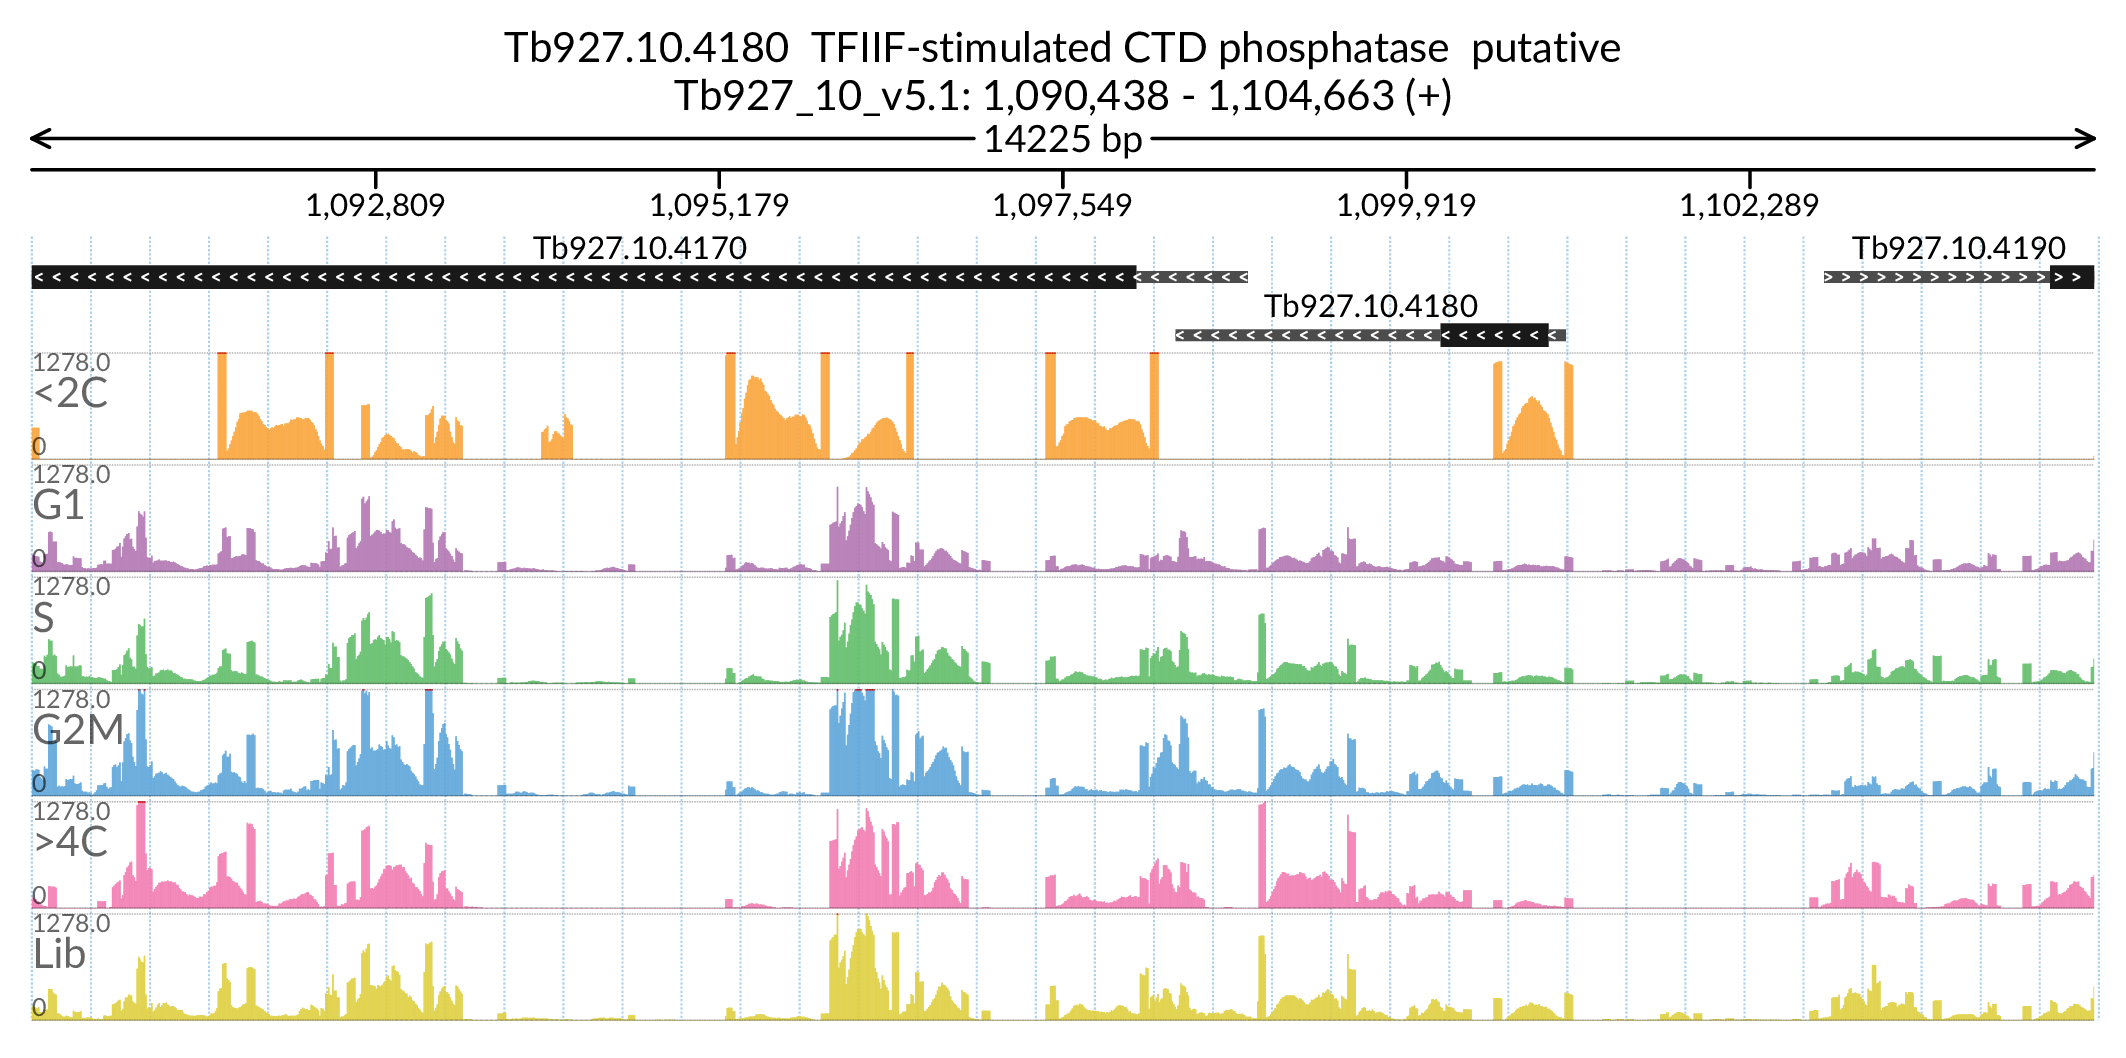 Tb927.10.4180  TFIIF-stimulated CTD phosphatase  putative
Tb927_10_v5.1: 1,090,438 - 1,104,663 (+)
14225 bp
1,092,809 1,095,179 1,097,549 1,099,919 1,102,289
Tb927.10.4170 Tb927.10.4190
Tb927.10.4180
1278.0
<2C
0
1278.0
G1
0
1278.0
S
0
1278.0
G2M
0
1278.0
>4C
0
1278.0
Lib
0